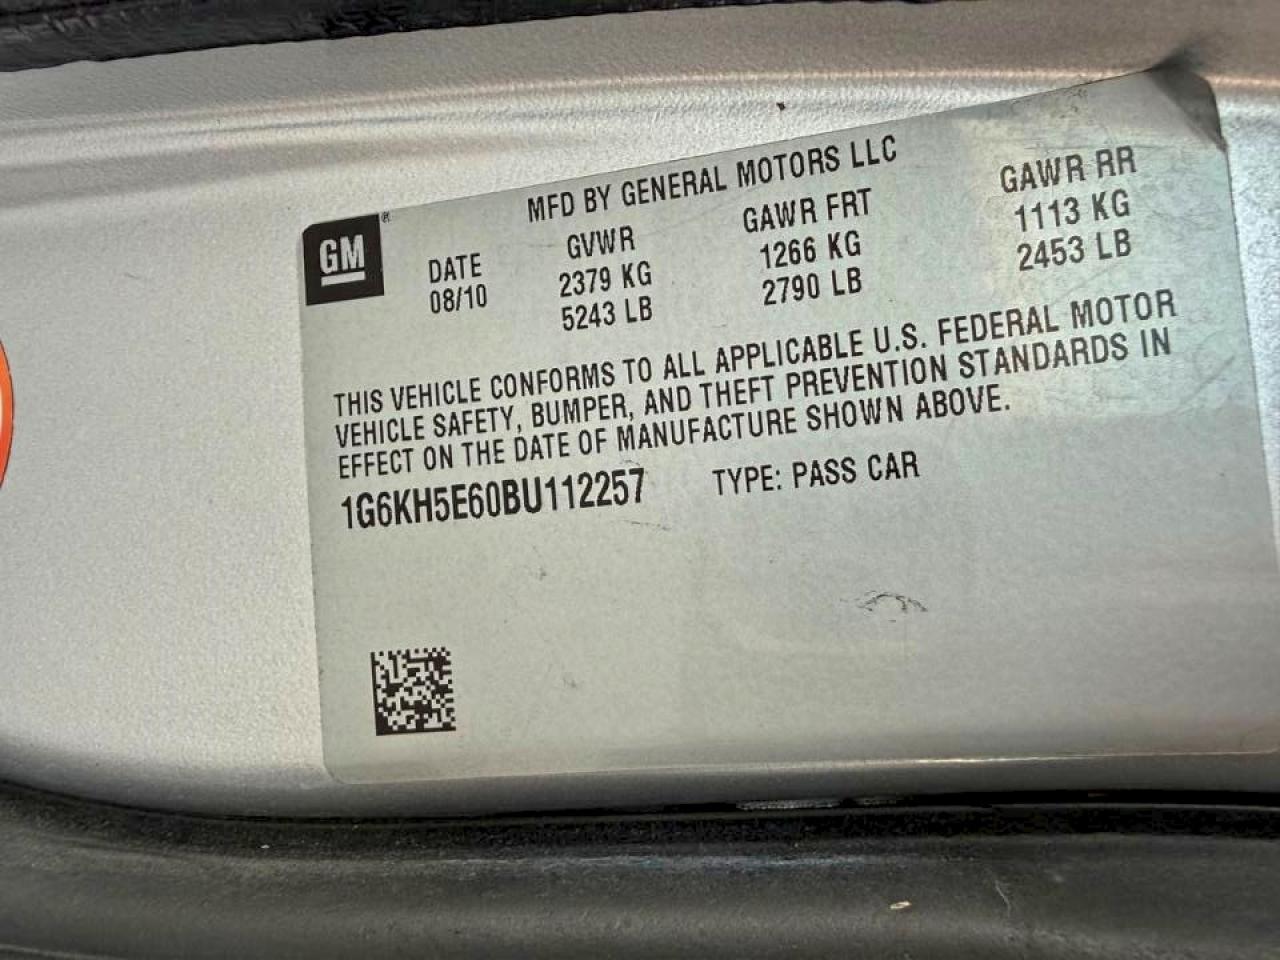 MFD BY GENERAL MOTORS LLC
GM®
DATE GVWR GAWR FRT GAWR RR
08/10 2379 KG 1266 KG 1113 KG
5243 LB 2790 LB 2453 LB
THIS VEHICLE CONFORMS TO ALL APPLICABLE U.S. FEDERAL MOTOR
VEHICLE SAFETY, BUMPER, AND THEFT PREVENTION STANDARDS IN
EFFECT ON THE DATE OF MANUFACTURE SHOWN ABOVE.
1G6KH5E60BU112257 TYPE: PASS CAR